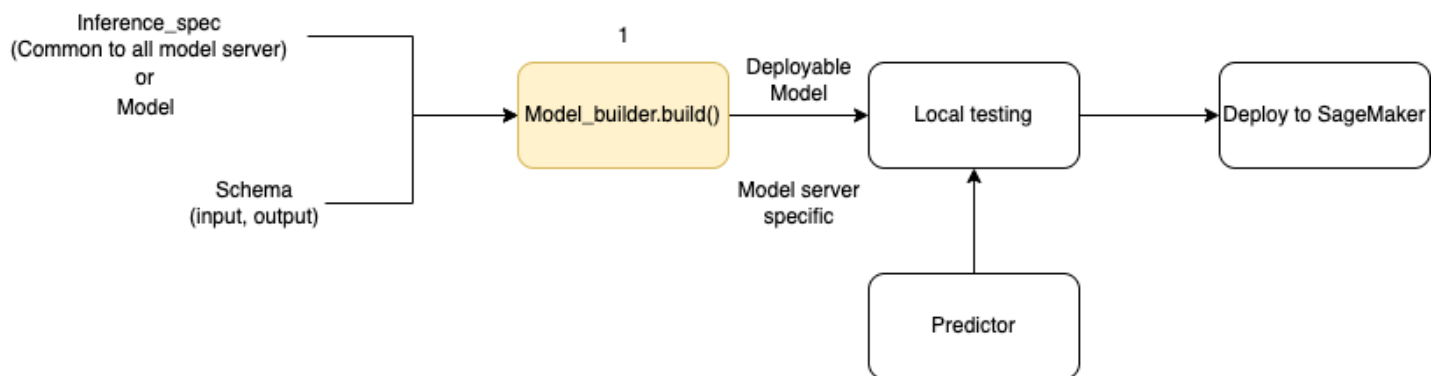 Inference_spec
(Common to all model server)
or
Model
Schema
(input, output)
1
Model_builder.build()
Deployable
Model
Model server
specific
Local testing
Deploy to SageMaker
Predictor